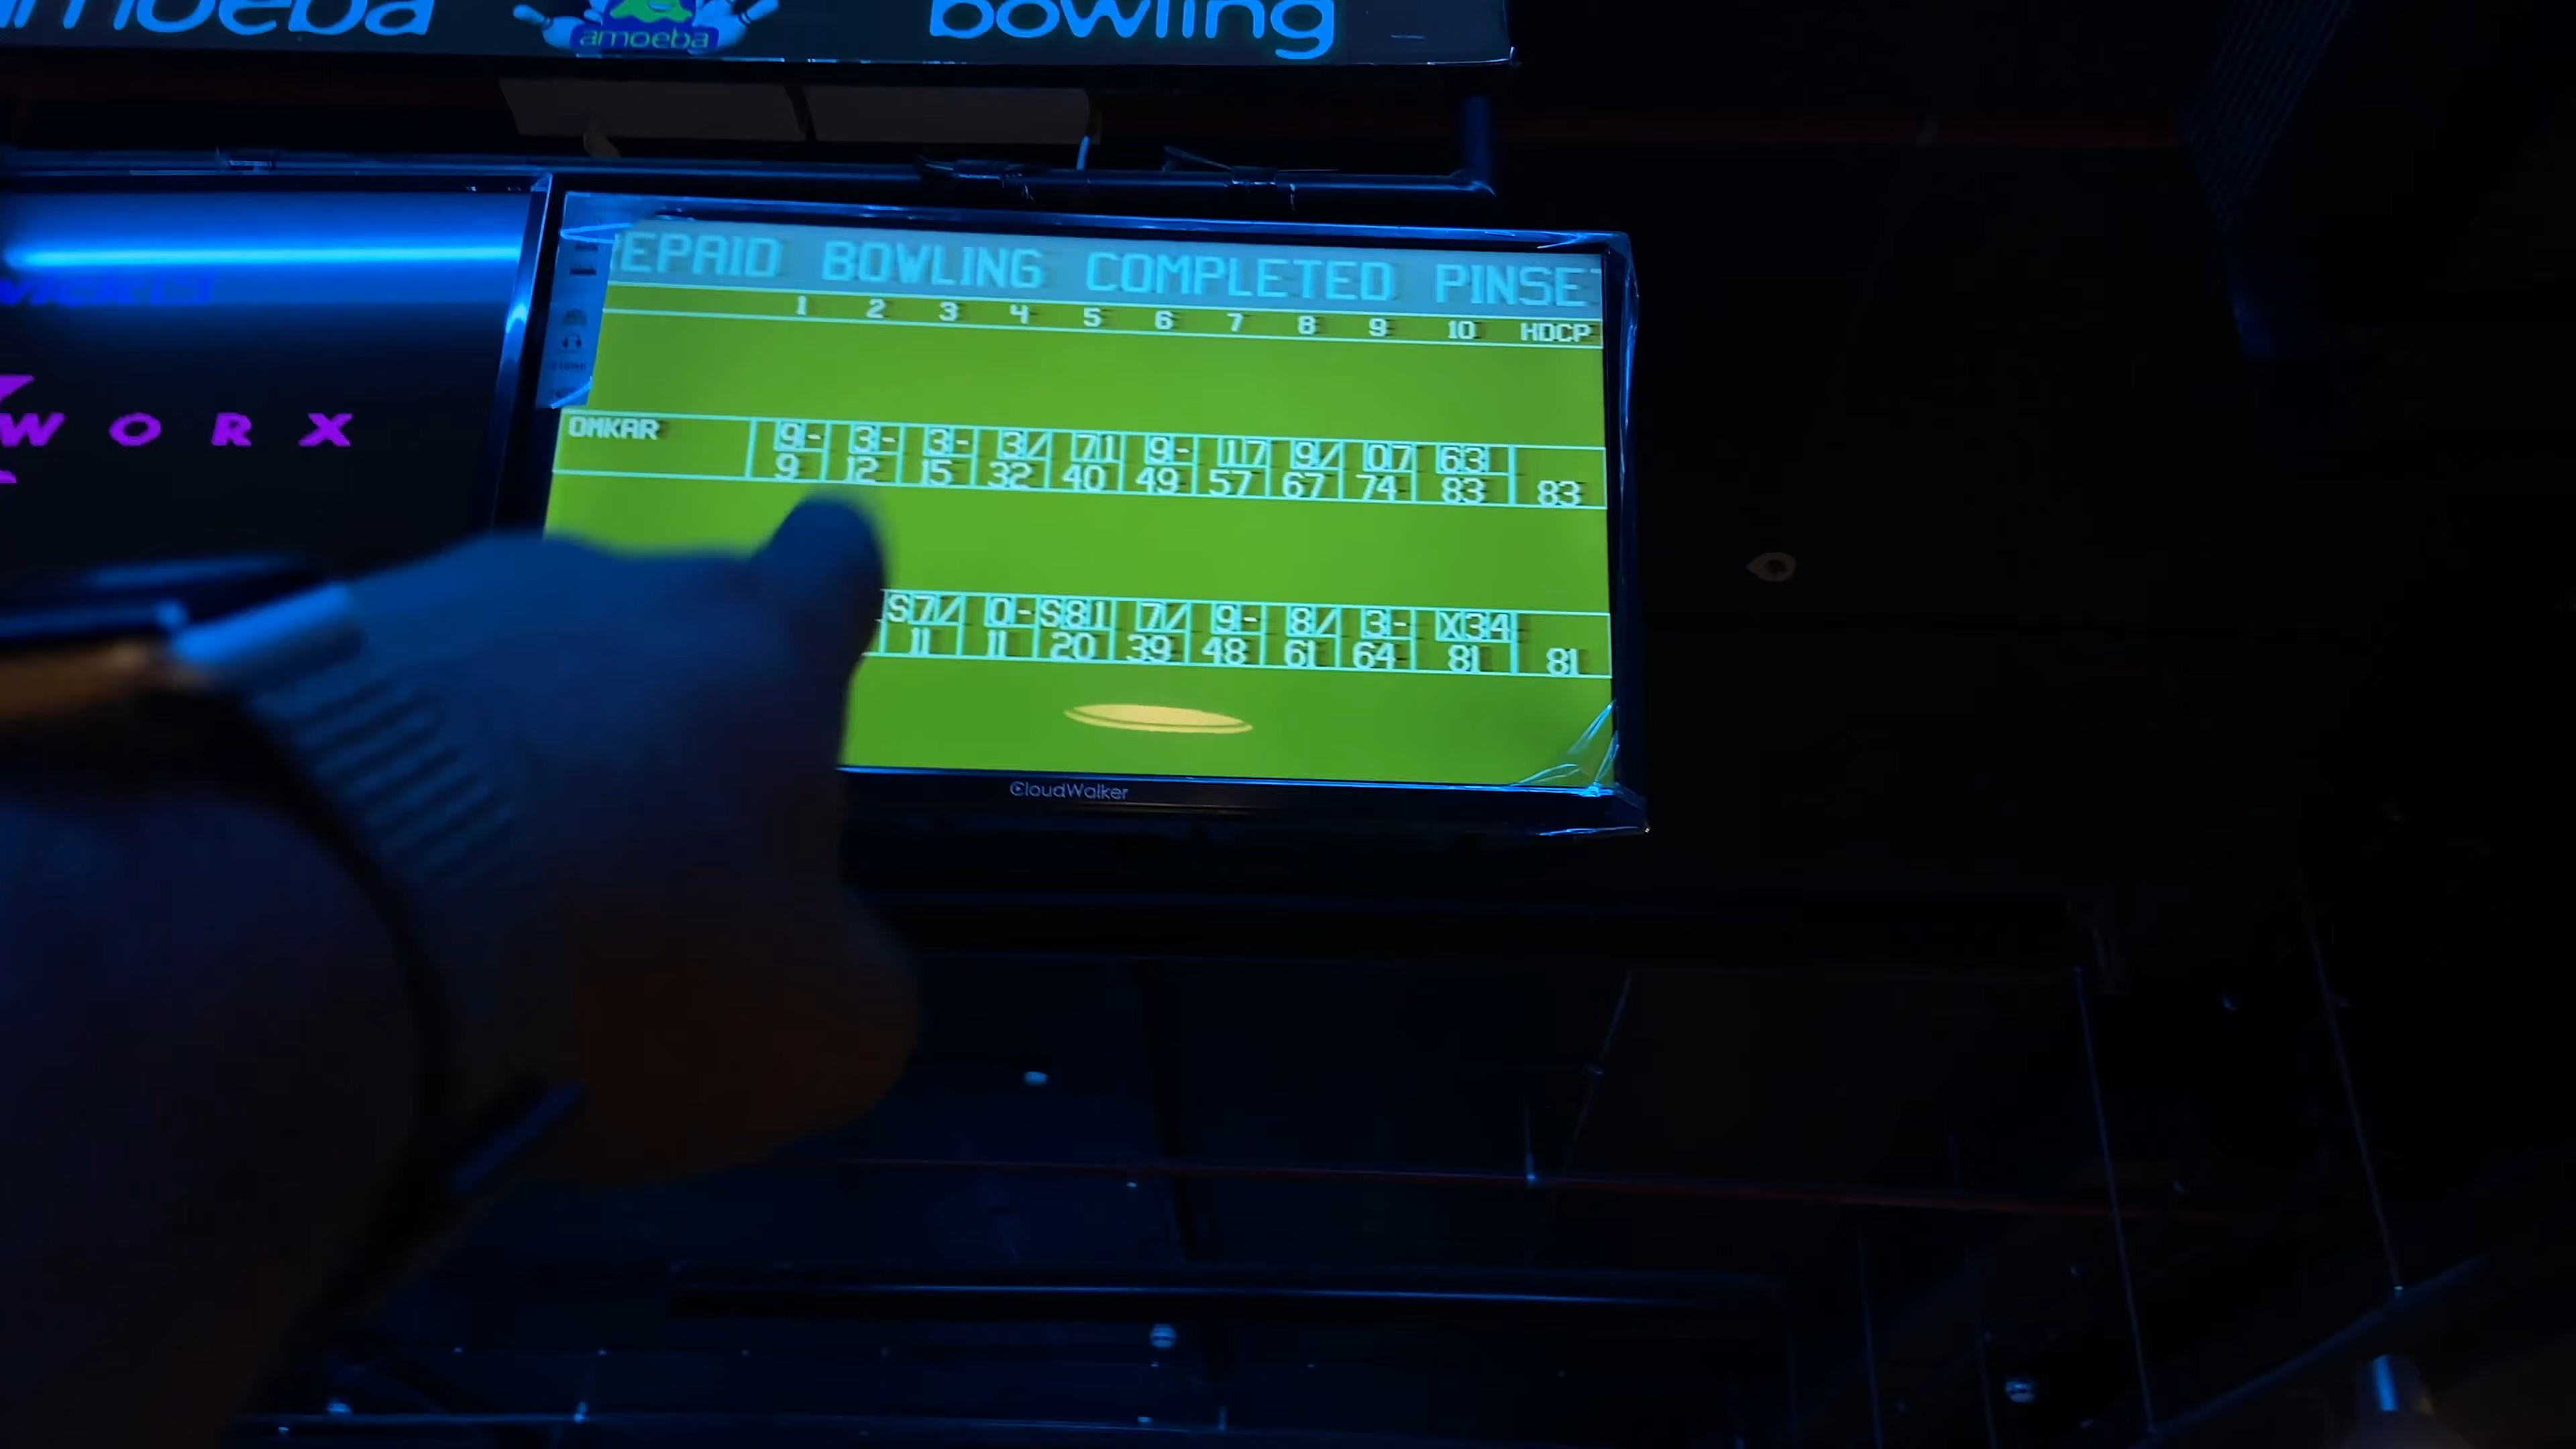 amoeba
amoeba
bowling
EPAID BOWLING COMPLETED PINSE
1 2 3 4 5 6 7 8 9 10 HDCP
OMKAR 9- 3- 3- 3/ 71 9- 17 9/ 07 63
9 12 15 32 40 49 57 67 74 83 83
WORX
S7/ 0- S81 7/ 9- 8/ 3- X34
11 11 20 39 48 61 64 81 81
CloudWalker